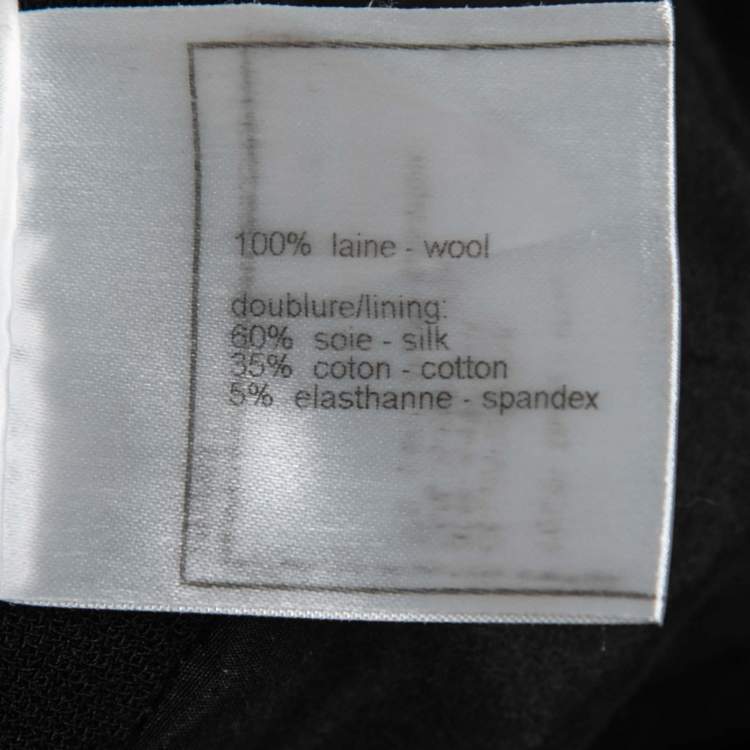 100% laine - wool
doublure/lining:
60% soie - silk
35% coton - cotton
5% elasthanne - spandex